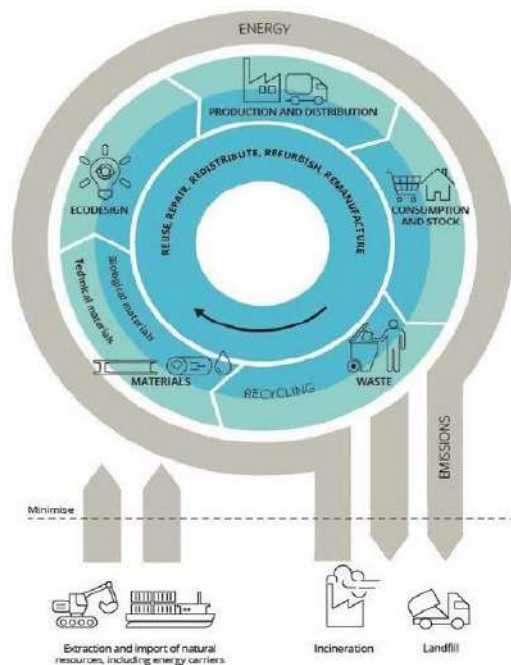 ENERGY
PRODUCTION AND DISTRIBUTION
REUSE, REPAIR, REDISTRIBUTE, REFURBISH, REMANUFACTURE
ECODESIGN
CONSUMPTION
AND STOCK
Technical materials
Biological materials
MATERIALS
RECYCLING
WASTE
EMISSIONS
Minimise
Extraction and import of natural
resources, including energy carriers
Incineration
Landfill